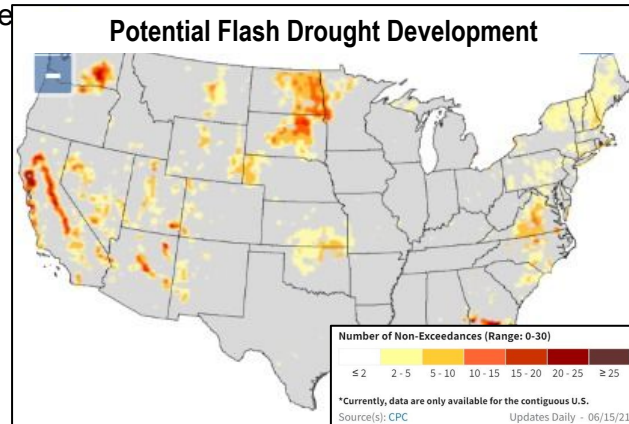 e
Potential Flash Drought Development
Number of Non-Exceedances (Range: 0-30)
≤ 2 2 - 5 5 - 10 10 - 15 15 - 20 20 - 25 ≥ 25
*Currently, data are only available for the contiguous U.S.
Source(s): CPC Updates Daily - 06/15/21